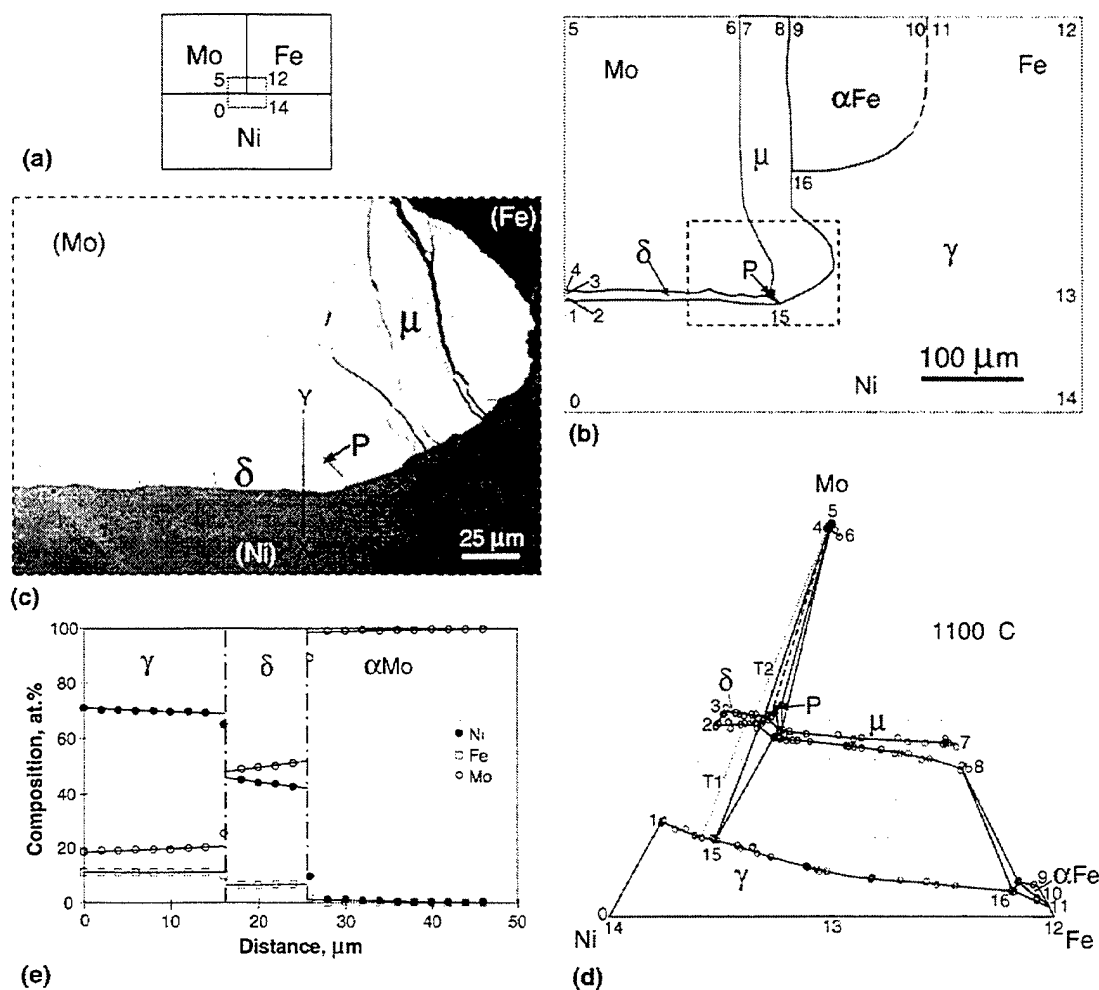 Mo Fe
5 12
0 14
Ni
(a)
5 6 7 8 9 10 11 12
Mo Fe
αFe
μ
16
δ γ
4 3 P
1 2 15 13
100 μm
Ni
0 14
(b)
(Mo) (Fe)
μ
Y
P
δ
25 μm
(Ni)
(c)
Mo
5
4 6
1100 C
T2
δ P
3
2 μ 7
8
T1
1
15
γ
16 9 αFe
10
11
0
Ni 14 13 12 Fe
(d)
100
γ δ αMo
80
Ni
60 Fe
Mo
40
20
0
0 10 20 30 40 50
Composition, at.%
Distance, μm
(e)